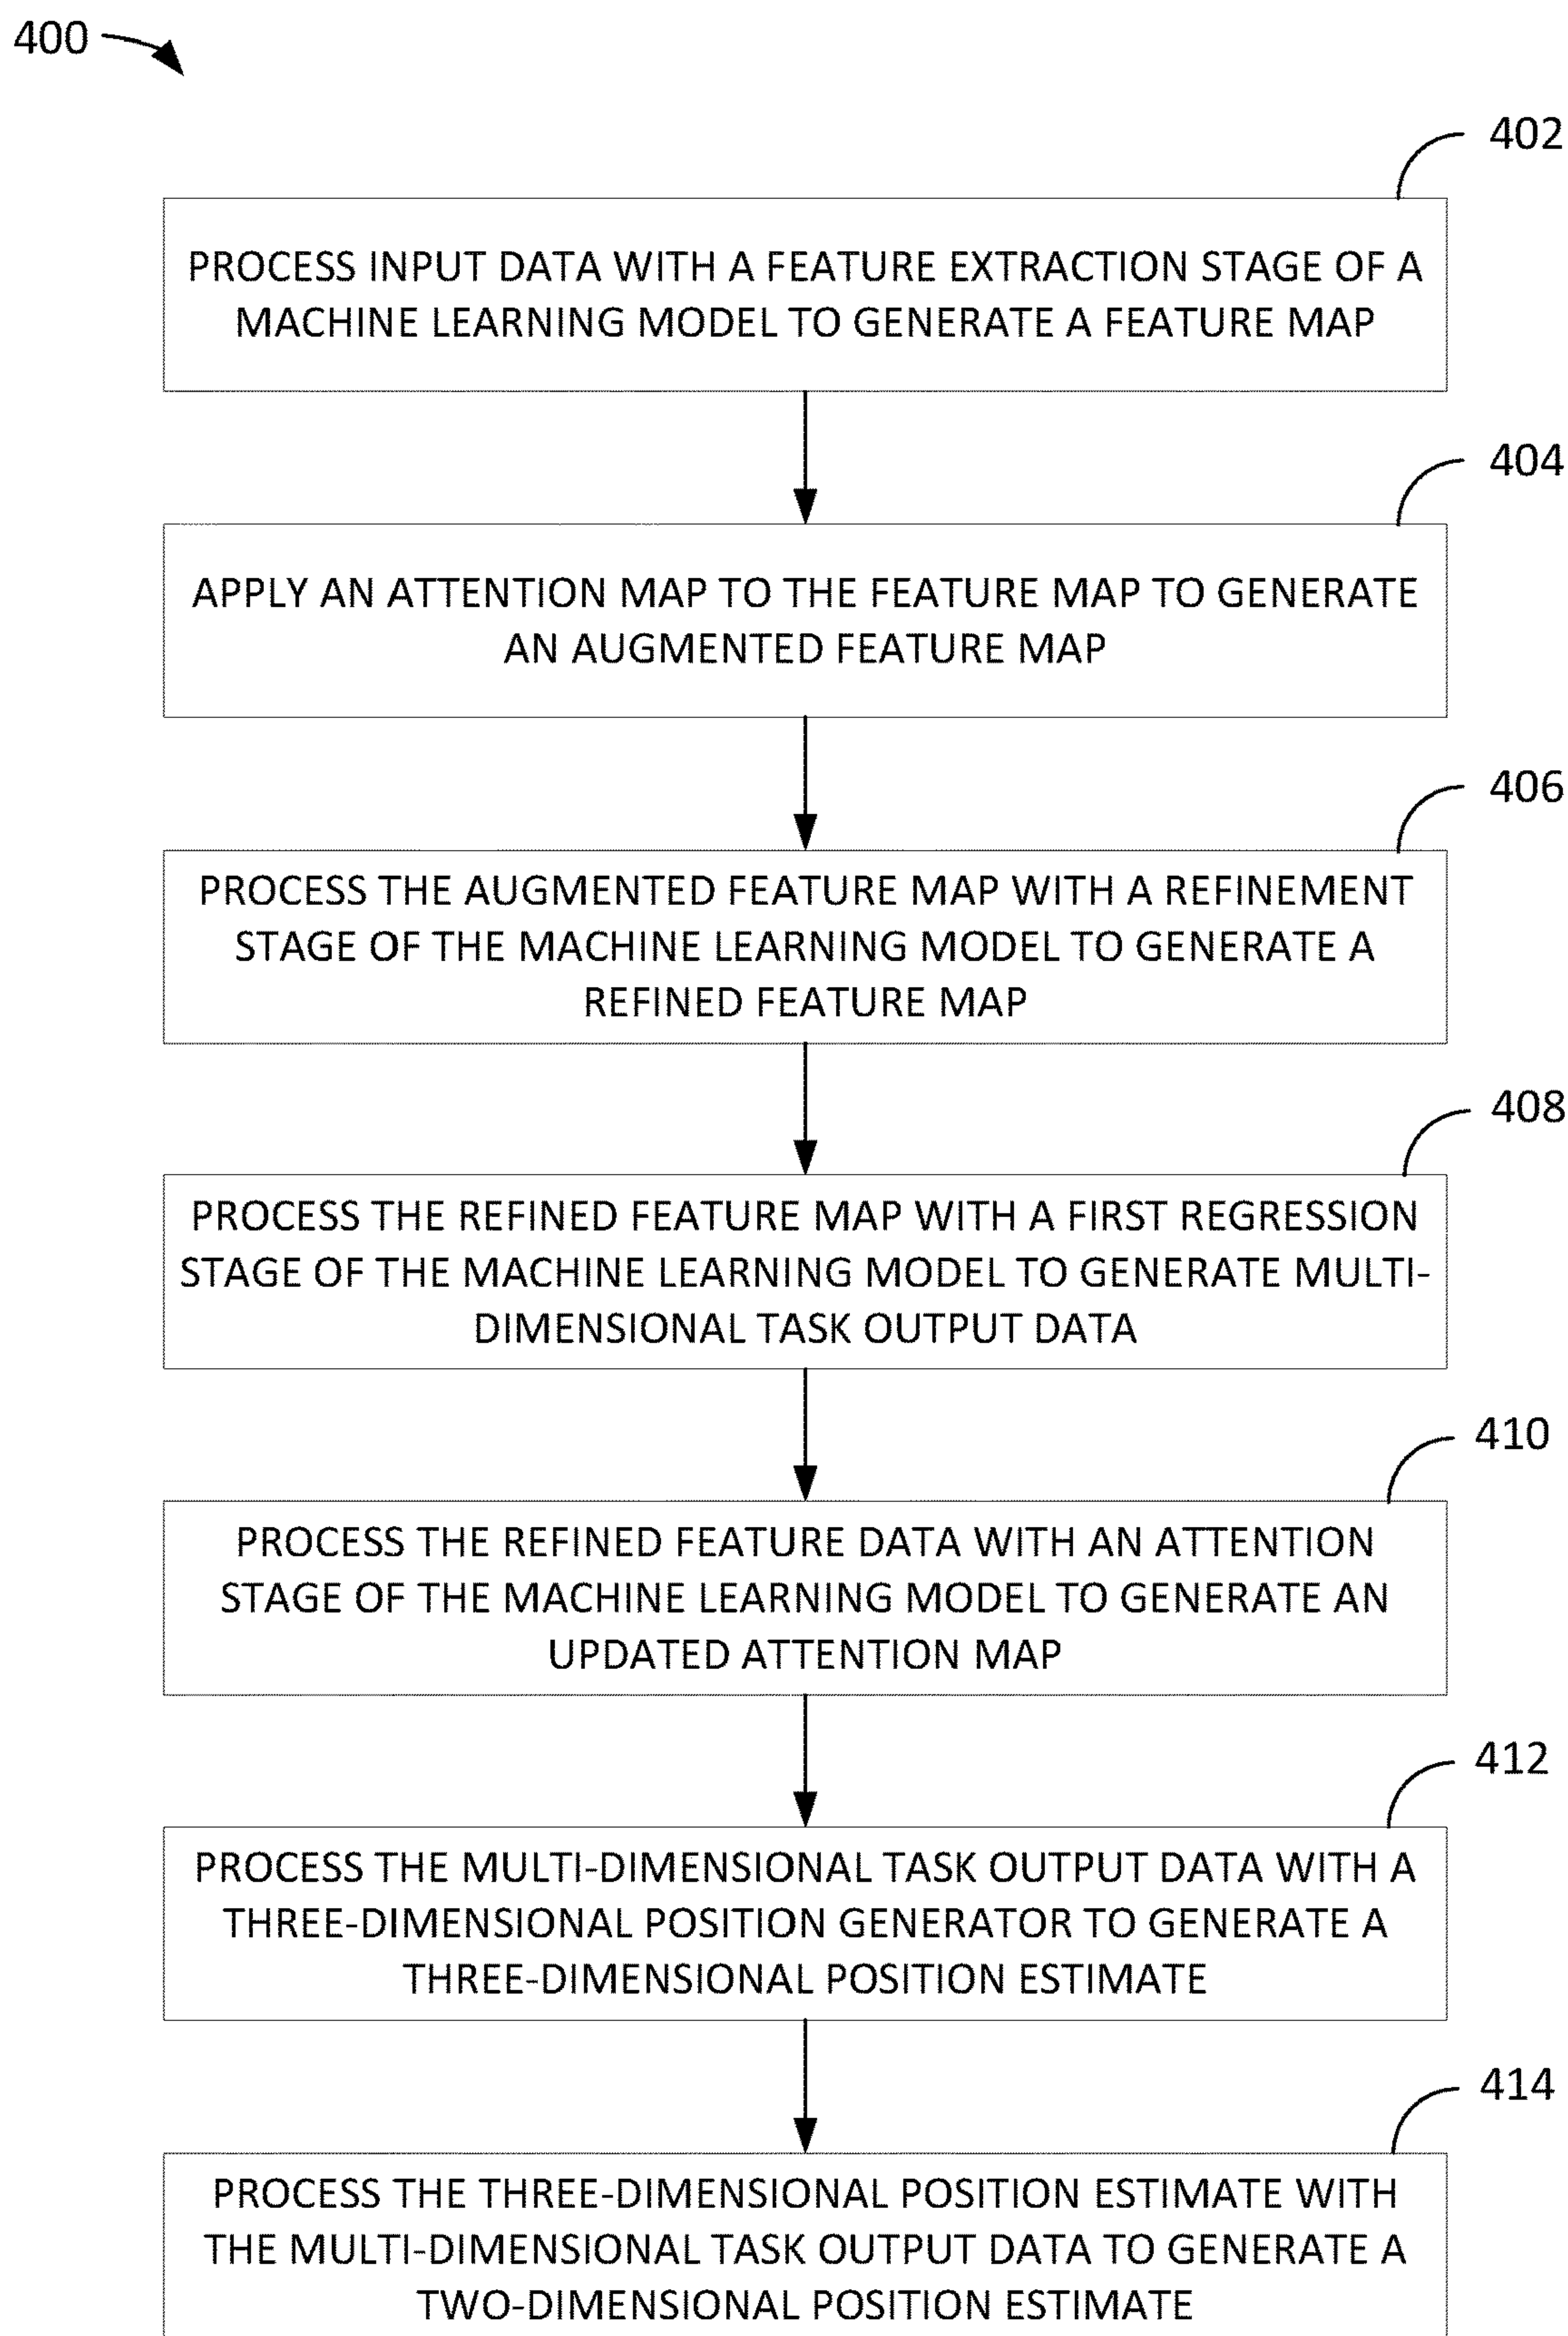 400
402
PROCESS INPUT DATA WITH A FEATURE EXTRACTION STAGE OF A
MACHINE LEARNING MODEL TO GENERATE A FEATURE MAP
404
APPLY AN ATTENTION MAP TO THE FEATURE MAP TO GENERATE
AN AUGMENTED FEATURE MAP
406
PROCESS THE AUGMENTED FEATURE MAP WITH A REFINEMENT
STAGE OF THE MACHINE LEARNING MODEL TO GENERATE A
REFINED FEATURE MAP
408
PROCESS THE REFINED FEATURE MAP WITH A FIRST REGRESSION
STAGE OF THE MACHINE LEARNING MODEL TO GENERATE MULTI-
DIMENSIONAL TASK OUTPUT DATA
410
PROCESS THE REFINED FEATURE DATA WITH AN ATTENTION
STAGE OF THE MACHINE LEARNING MODEL TO GENERATE AN
UPDATED ATTENTION MAP
412
PROCESS THE MULTI-DIMENSIONAL TASK OUTPUT DATA WITH A
THREE-DIMENSIONAL POSITION GENERATOR TO GENERATE A
THREE-DIMENSIONAL POSITION ESTIMATE
414
PROCESS THE THREE-DIMENSIONAL POSITION ESTIMATE WITH
THE MULTI-DIMENSIONAL TASK OUTPUT DATA TO GENERATE A
TWO-DIMENSIONAL POSITION ESTIMATE